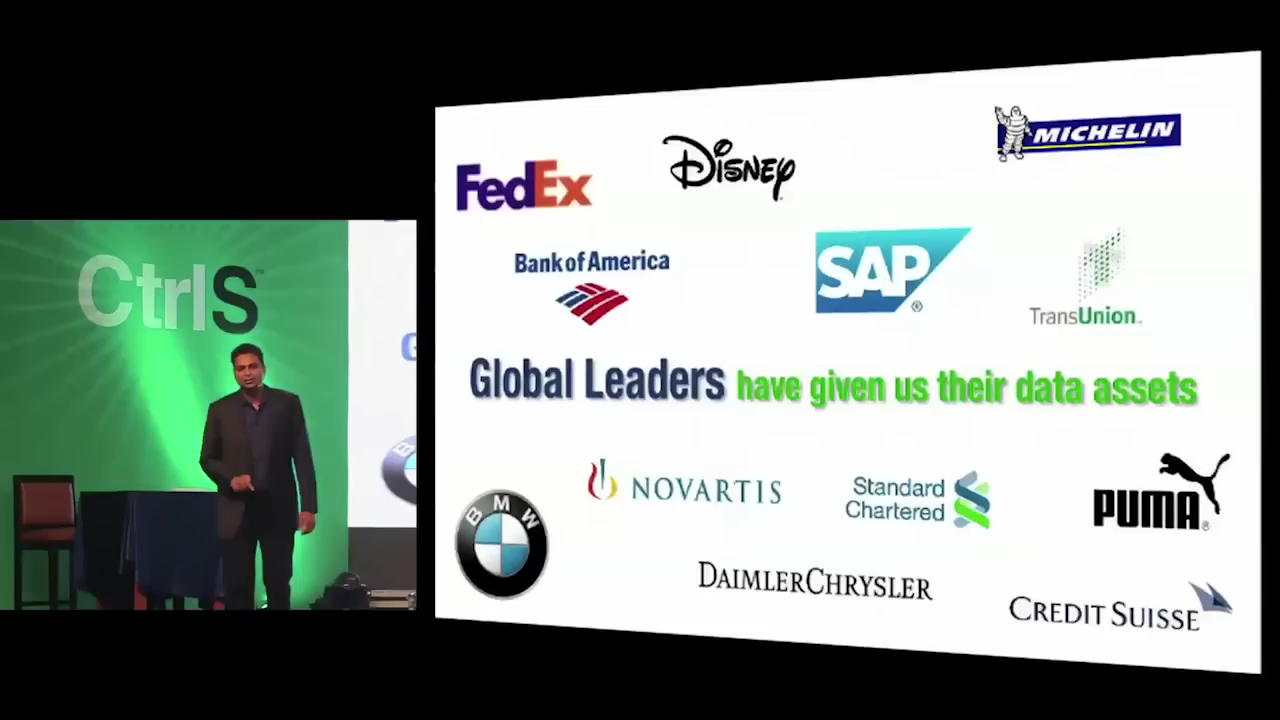 CtrlS™
G
B
FedEx
Disney
MICHELIN
Bank of America
SAP®
TransUnion
Global Leaders have given us their data assets
NOVARTIS
Standard
Chartered
PUMA®
BMW
DAIMLERCHRYSLER
CREDIT SUISSE